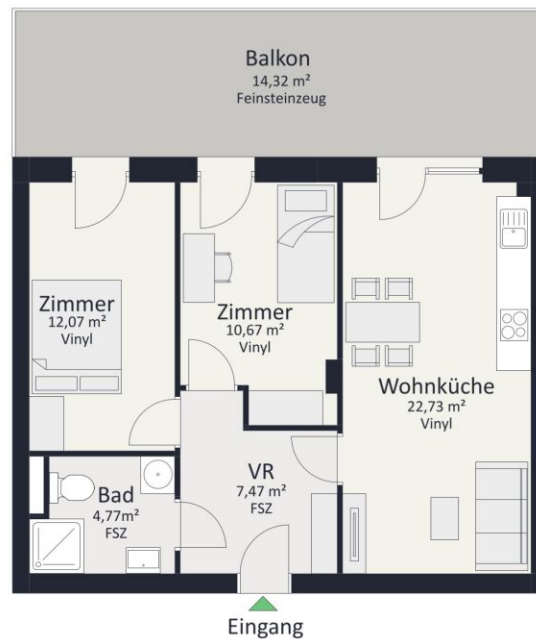 Balkon
14,32 m²
Feinsteinzeug
Zimmer
12,07 m²
Vinyl
Zimmer
10,67 m²
Vinyl
Wohnküche
22,73 m²
Vinyl
VR
7,47 m²
FSZ
Bad
4,77m²
FSZ
Eingang